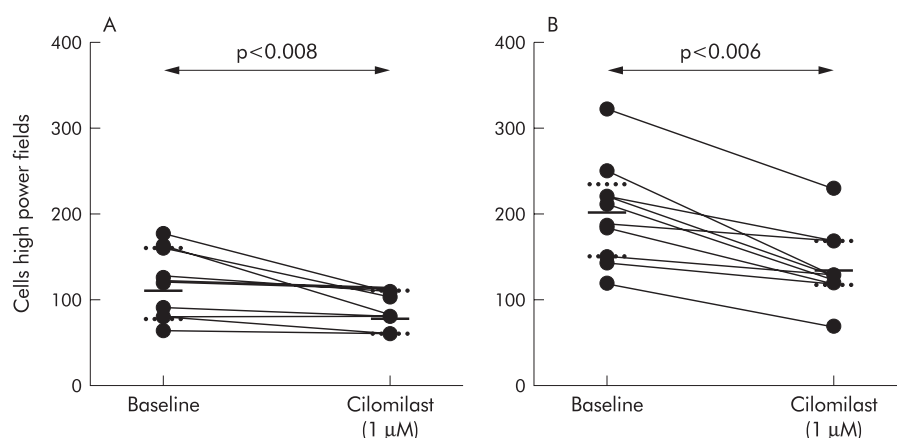 A
B
p<0.008
p<0.006
Cells high power fields
400
300
200
100
0
400
300
200
100
0
Baseline
Cilomilast
(1 μM)
Baseline
Cilomilast
(1 μM)